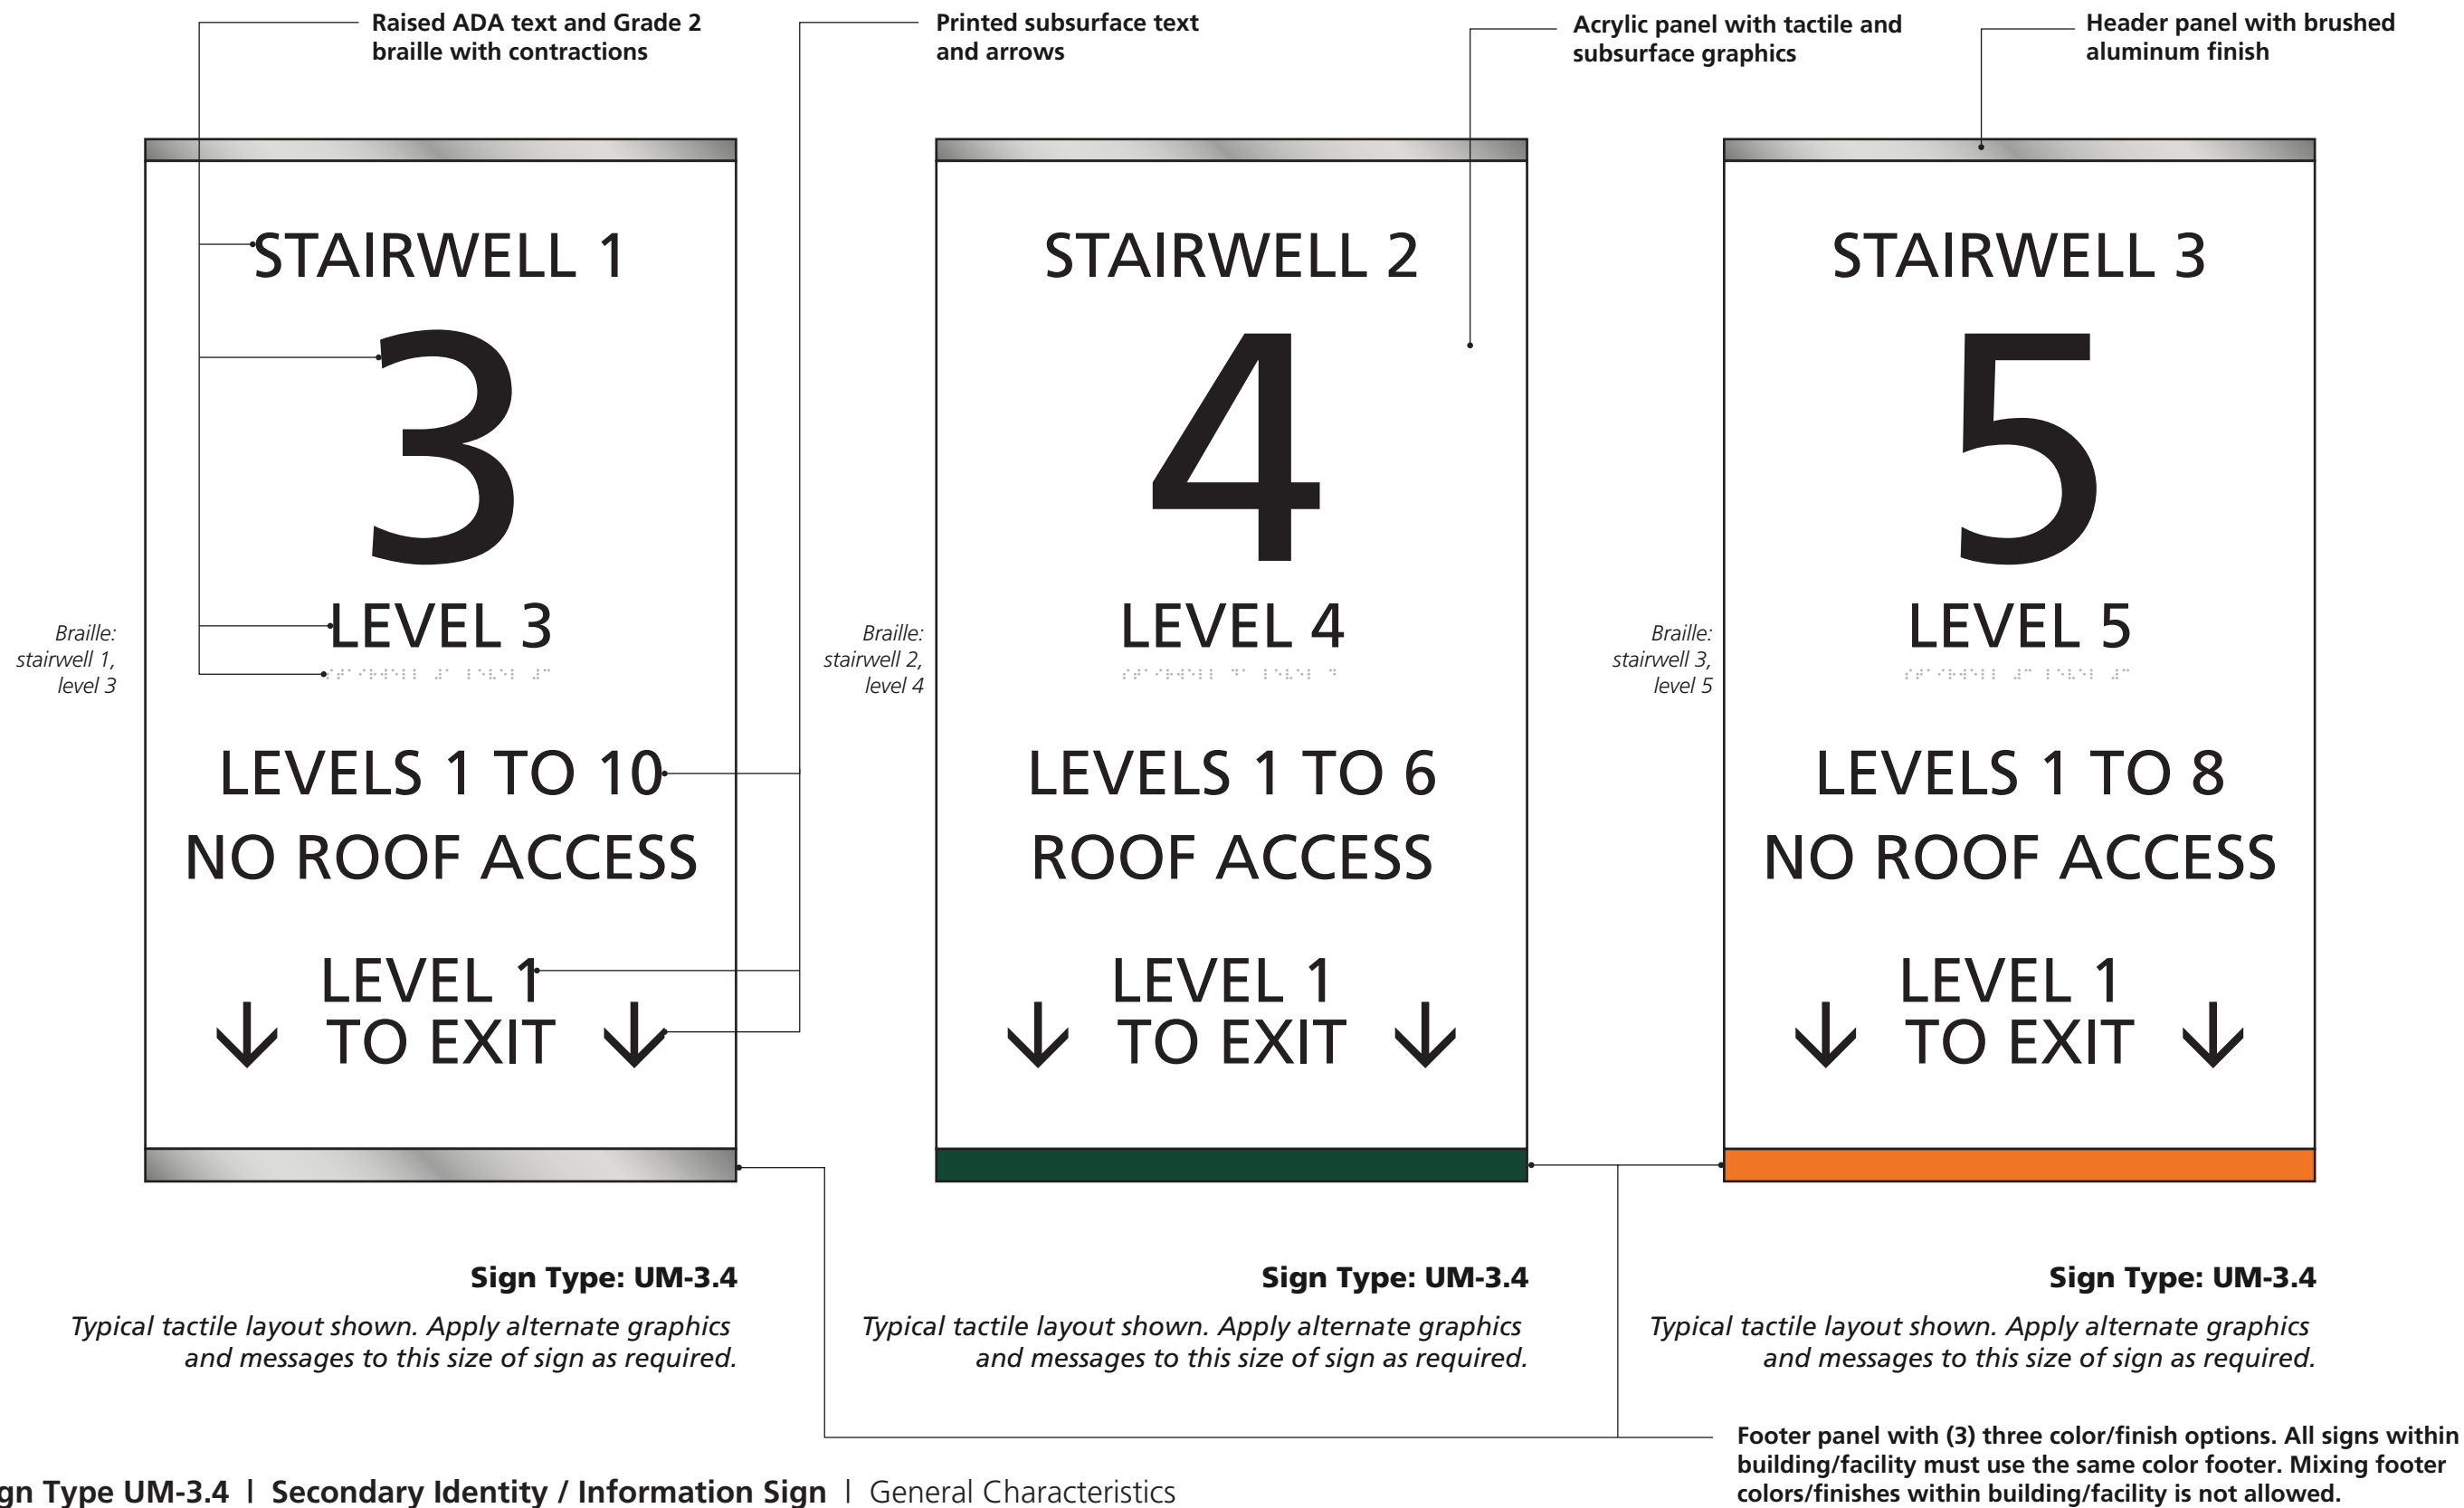 Raised ADA text and Grade 2
braille with contractions
Printed subsurface text
and arrows
Acrylic panel with tactile and
subsurface graphics
Header panel with brushed
aluminum finish
STAIRWELL 1
3
LEVEL 3
Braille:
stairwell 1,
level 3
LEVELS 1 TO 10
NO ROOF ACCESS
LEVEL 1
TO EXIT
Sign Type: UM-3.4
Typical tactile layout shown. Apply alternate graphics
and messages to this size of sign as required.
STAIRWELL 2
4
LEVEL 4
Braille:
stairwell 2,
level 4
LEVELS 1 TO 6
ROOF ACCESS
LEVEL 1
TO EXIT
Sign Type: UM-3.4
Typical tactile layout shown. Apply alternate graphics
and messages to this size of sign as required.
STAIRWELL 3
5
LEVEL 5
Braille:
stairwell 3,
level 5
LEVELS 1 TO 8
NO ROOF ACCESS
LEVEL 1
TO EXIT
Sign Type: UM-3.4
Typical tactile layout shown. Apply alternate graphics
and messages to this size of sign as required.
Footer panel with (3) three color/finish options. All signs within
building/facility must use the same color footer. Mixing footer
colors/finishes within building/facility is not allowed.
gn Type UM-3.4 | Secondary Identity / Information Sign | General Characteristics